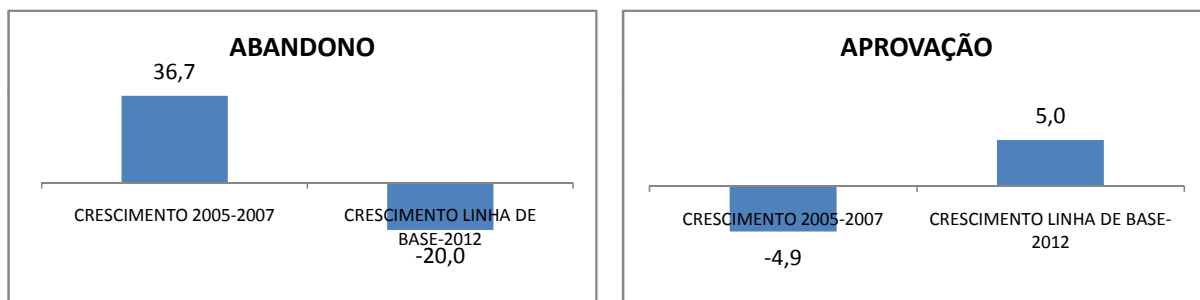 ABANDONO
36,7
CRESCIMENTO 2005-2007
CRESCIMENTO LINHA DE
BASE-2012
-20,0
APROVAÇÃO
5,0
CRESCIMENTO 2005-2007
CRESCIMENTO LINHA DE BASE-
2012
-4,9